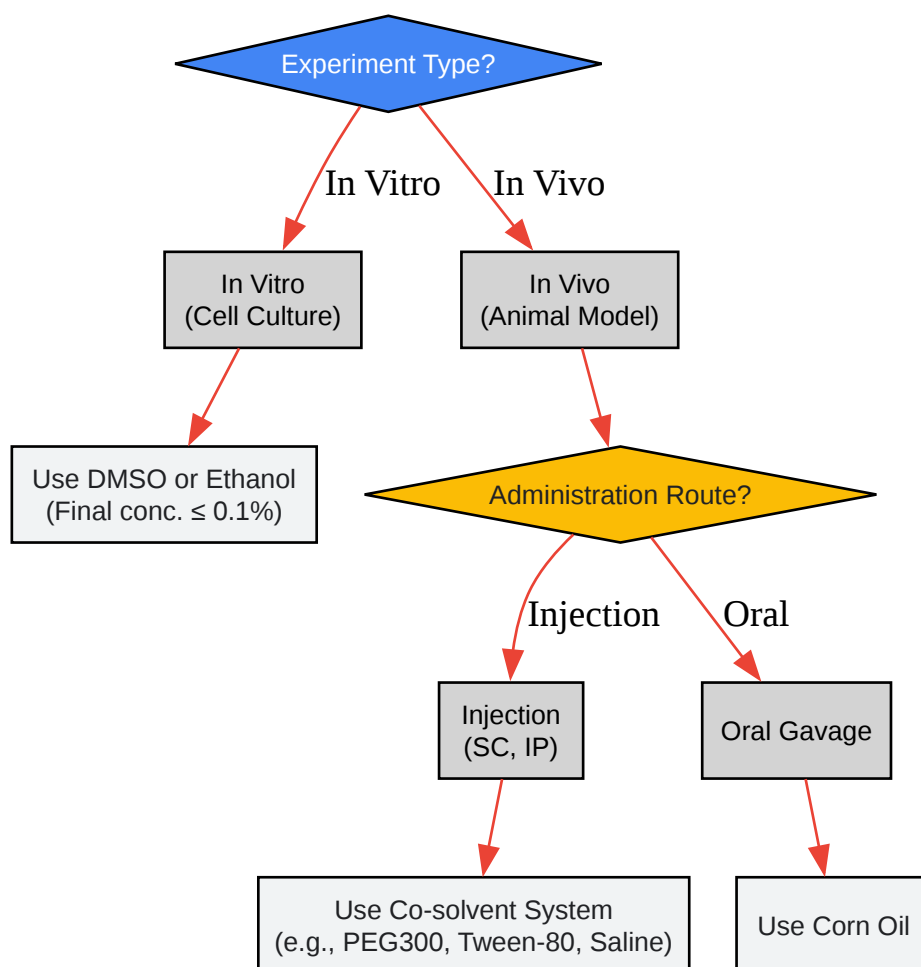 Experiment Type?
In Vitro
In Vivo
In Vitro
(Cell Culture)
In Vivo
(Animal Model)
Use DMSO or Ethanol
(Final conc. ≤ 0.1%)
Administration Route?
Injection
Oral
Injection
(SC, IP)
Oral Gavage
Use Co-solvent System
(e.g., PEG300, Tween-80, Saline)
Use Corn Oil